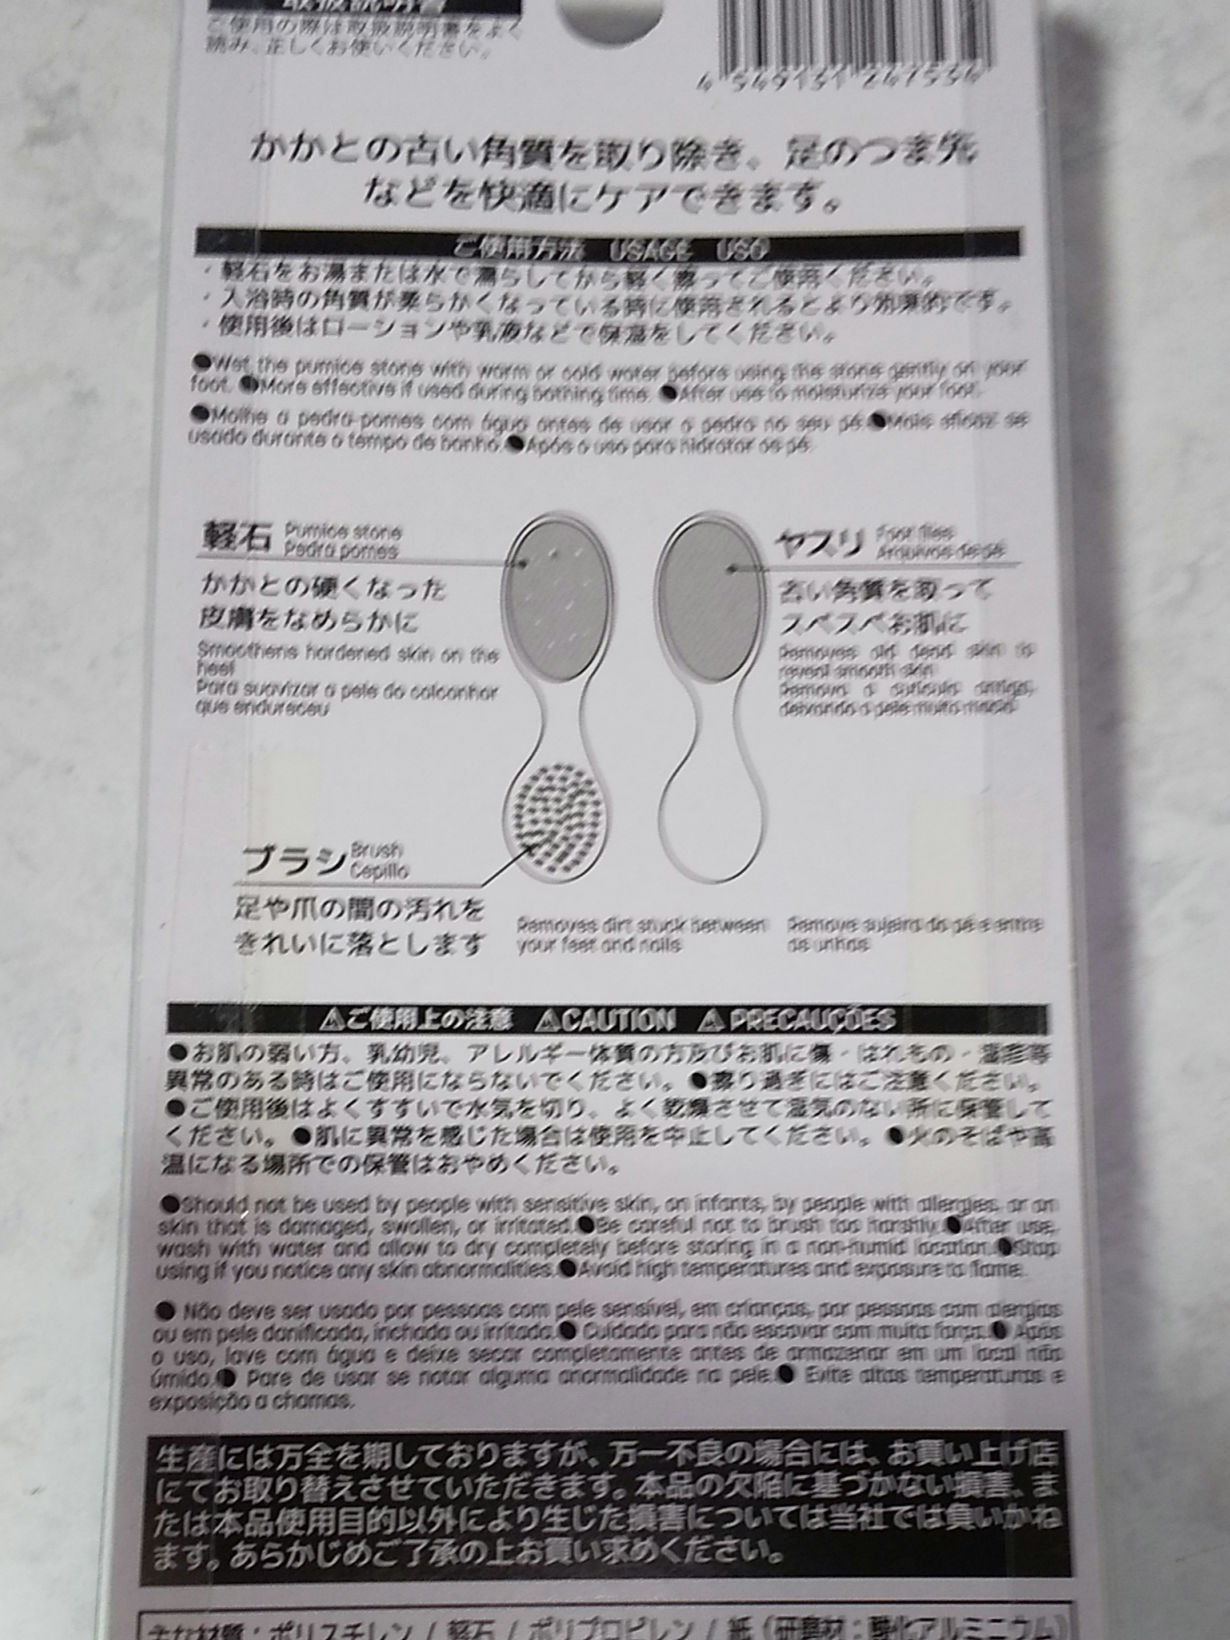 取扱説明書
ご使用の際は取扱説明書をよく
読み、正しくお使いください。
4 549131 247534
かかとの古い角質を取り除き、足のつま先
などを快適にケアできます。
ご使用方法 USAGE USO
・軽石をお湯または水で濡らしてから軽く擦ってご使用ください。
・入浴時の角質が柔らかくなっている時に使用されるとより効果的です。
・使用後はローションや乳液などで保湿をしてください。
●Wet the pumice stone with warm or cold water before using the stone gently on your
foot. ●More effective if used during bathing time. ●After use to moisturize your foot.
●Molhe a pedra-pomes com água antes de usar a pedra no seu pé.●Mais eficaz se
usado durante o tempo de banho.●Após o uso para hidratar os pé.
軽石 Pumice stone
Pedra pomes
かかとの硬くなった
皮膚をなめらかに
Smoothens hardened skin on the
heel
Para suavizar a pele do calcanhar
que endureceu
ヤスリ Foot files
Arquivos de pé
古い角質を取って
スベスベお肌に
Removes old dead skin to
reveal smooth skin
Remova a cutícula antiga,
deixando a pele muito macia
ブラシ Brush
Cepillo
足や爪の間の汚れを
きれいに落とします
Removes dirt stuck between
your feet and nails
Remove sujeira do pé e entre
as unhas
⚠ご使用上の注意 ⚠CAUTION ⚠PRECAUÇÕES
●お肌の弱い方、乳幼児、アレルギー体質の方及びお肌に傷・はれもの・湿疹等
異常のある時はご使用にならないでください。●擦り過ぎにはご注意ください。
●ご使用後はよくすすいで水気を切り、よく乾燥させて湿気のない所に保管して
ください。●肌に異常を感じた場合は使用を中止してください。●火のそばや高
温になる場所での保管はおやめください。
●Should not be used by people with sensitive skin, on infants, by people with allergies, or on
skin that is damaged, swollen, or irritated.●Be careful not to brush too harshly.●After use,
wash with water and allow to dry completely before storing in a non-humid location.●Stop
using if you notice any skin abnormalities.●Avoid high temperatures and exposure to flame.
● Não deve ser usado por pessoas com pele sensível, em crianças, por pessoas com alergias
ou em pele danificada, inchada ou irritada.● Cuidado para não escovar com muita força.● Após
o uso, lave com água e deixe secar completamente antes de armazenar em um local não
úmido.● Pare de usar se notar alguma anormalidade na pele.● Evite altas temperaturas e
exposição a chamas.
生産には万全を期しておりますが、万一不良の場合には、お買い上げ店
にてお取り替えさせていただきます。本品の欠陥に基づかない損害、ま
たは本品使用目的以外により生じた損害については当社では負いかね
ます。あらかじめご了承の上お買い求めください。
主な材質：ポリスチレン / 軽石 / ポリプロピレン / 紙（研磨材：酸化アルミニウム）